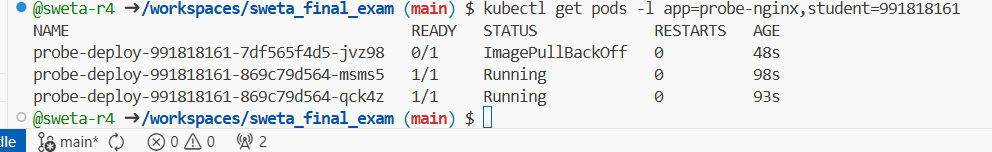 @sweta-r4 → /workspaces/sweta_final_exam (main) $ kubectl get pods -l app=probe-nginx,student=991818161
NAME READY STATUS RESTARTS AGE
probe-deploy-991818161-7df565f4d5-jvz98 0/1 ImagePullBackOff 0 48s
probe-deploy-991818161-869c79d564-msms5 1/1 Running 0 98s
probe-deploy-991818161-869c79d564-qck4z 1/1 Running 0 93s
@sweta-r4 → /workspaces/sweta_final_exam (main) $
dle main* 0 0 2